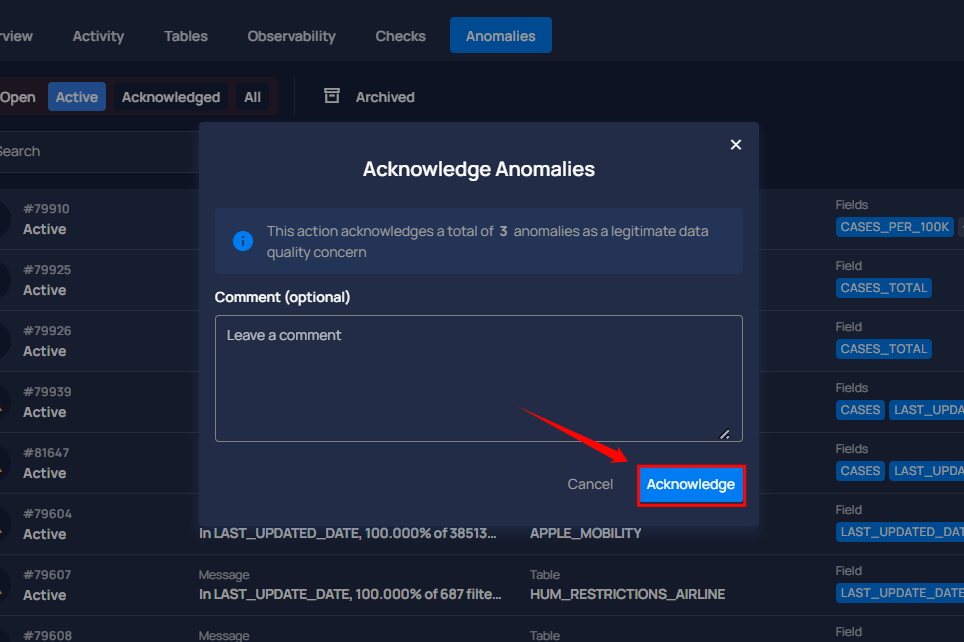 rview Activity Tables Observability Checks Anomalies
Open Active Acknowledged All Archived
Search
Acknowledge Anomalies
This action acknowledges a total of 3 anomalies as a legitimate data
quality concern
Comment (optional)
Leave a comment
Cancel Acknowledge
#79910 Fields
Active CASES_PER_100K
#79925 Field
Active CASES_TOTAL
#79926 Field
Active CASES_TOTAL
#79939 Fields
Active CASES LAST_UPDA
#81647 Fields
Active CASES LAST_UPDA
#79604 Field
Active In LAST_UPDATED_DATE, 100.000% of 38513... APPLE_MOBILITY LAST_UPDATED_DAT
#79607 Message Table Field
Active In LAST_UPDATE_DATE, 100.000% of 687 filte... HUM_RESTRICTIONS_AIRLINE LAST_UPDATE_DATE
#79608 Message Table Field